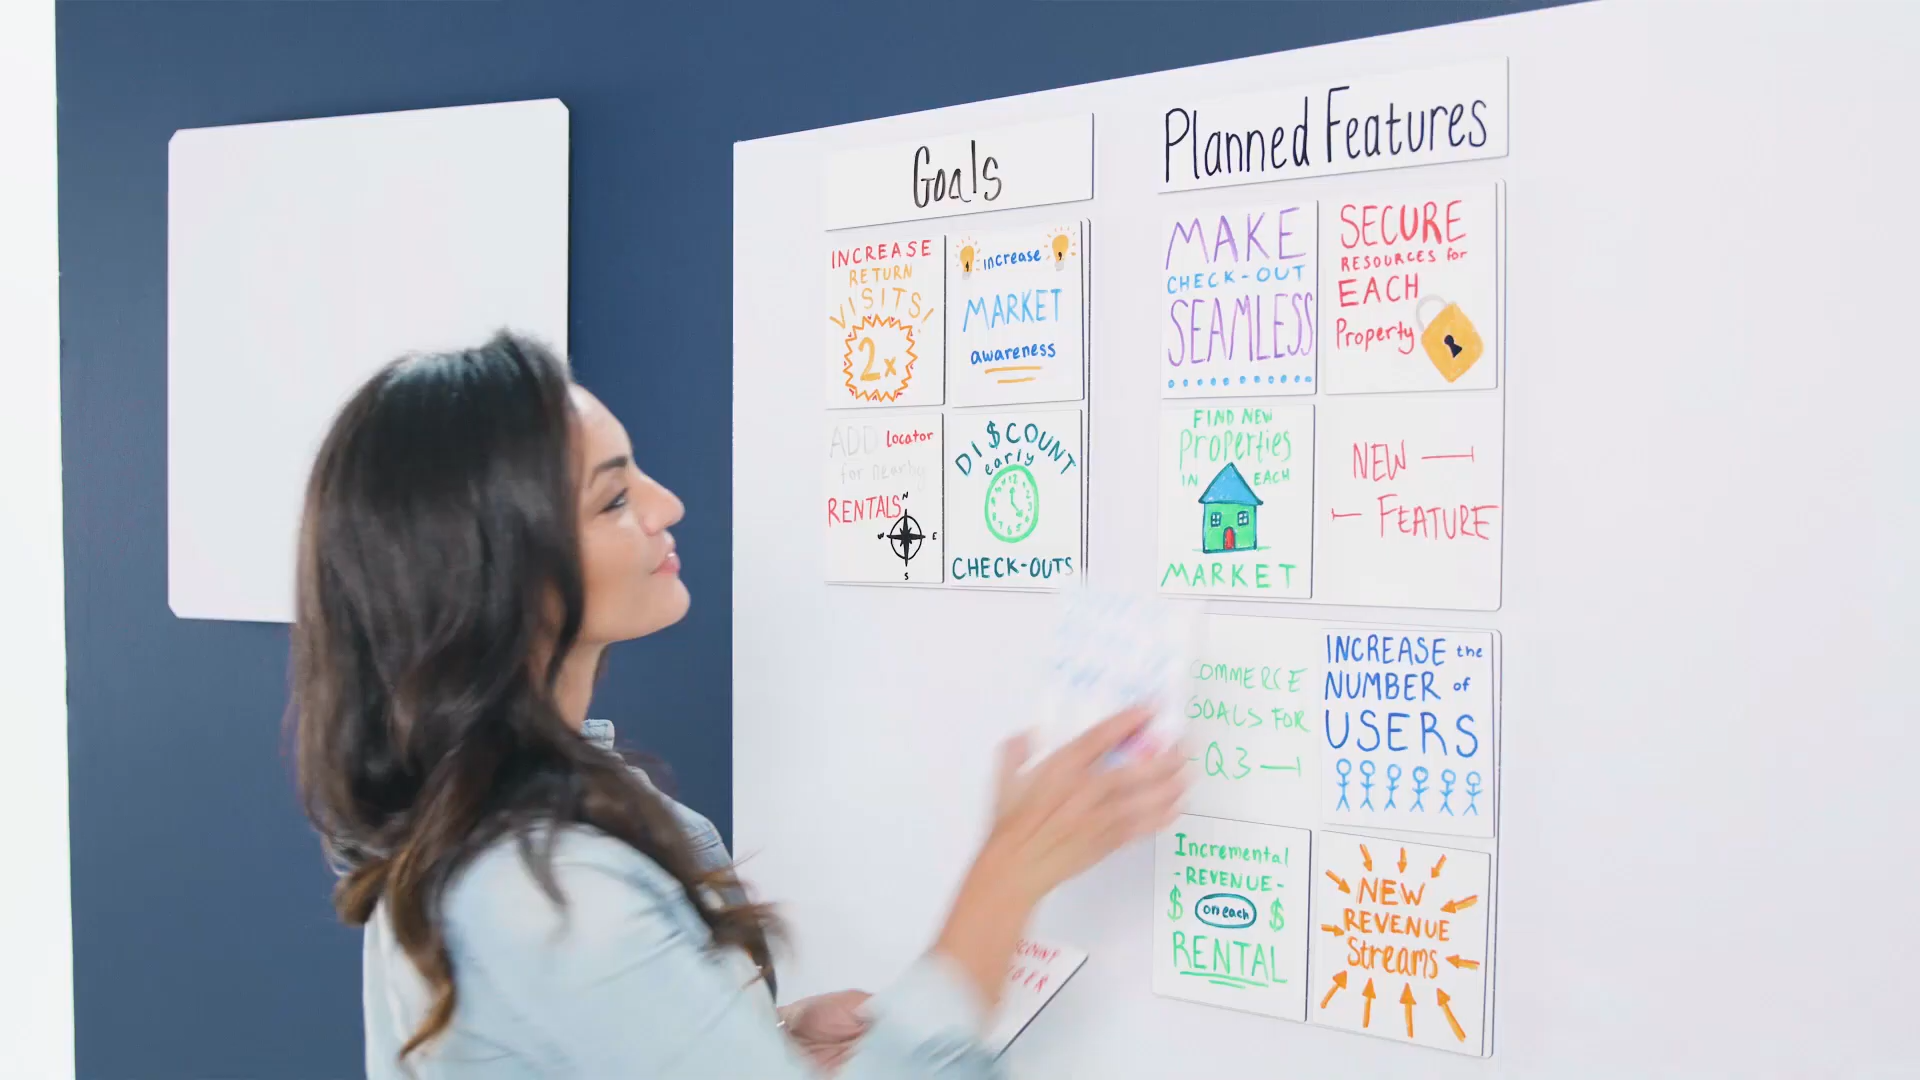 Goals
INCREASE
RETURN
VISITS!
2x
increase
MARKET
awareness
ADD Locator
for nearby
RENTALS
N
W E
S
DI$COUNT
early
CHECK-OUTS
Planned Features
MAKE
CHECK-OUT
SEAMLESS
SECURE
RESOURCES for
EACH
Property
FIND NEW
Properties
IN EACH
MARKET
NEW
FEATURE
COMMERCE
GOALS FOR
Q3
INCREASE the
NUMBER of
USERS
Incremental
-REVENUE-
$ on each $
RENTAL
NEW
REVENUE
Streams